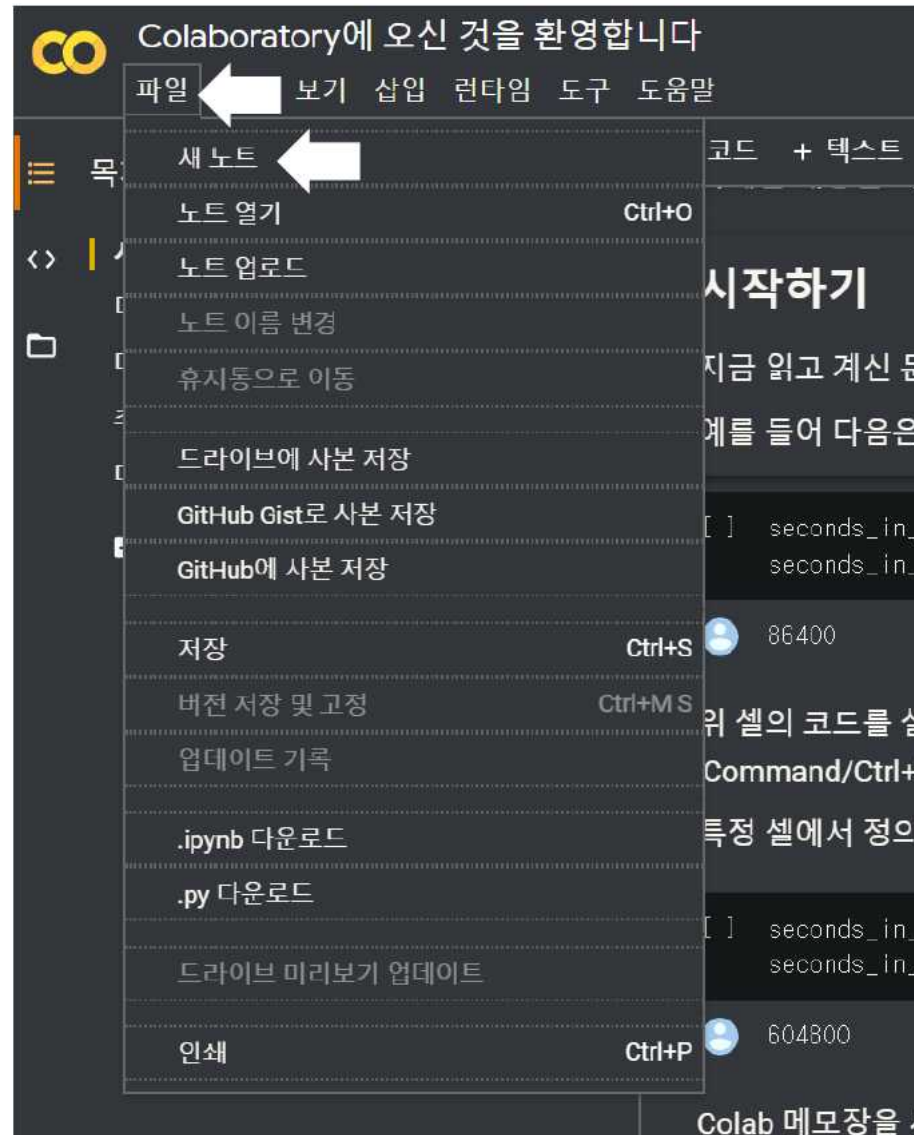 Colaboratory에 오신 것을 환영합니다
파일 보기 삽입 런타임 도구 도움말
코드 + 텍스트
새 노트
노트 열기 Ctrl+O
노트 업로드
노트 이름 변경
휴지통으로 이동
드라이브에 사본 저장
GitHub Gist로 사본 저장
GitHub에 사본 저장
저장 Ctrl+S
버전 저장 및 고정 Ctrl+M S
업데이트 기록
.ipynb 다운로드
.py 다운로드
드라이브 미리보기 업데이트
인쇄 Ctrl+P
시작하기
지금 읽고 계신
예를 들어 다음은
[ ] seconds_in_
seconds_in_
86400
위 셀의 코드를
Command/Ctrl+
특정 셀에서 정의
[ ] seconds_in_
seconds_in_
604800
Colab 메모장을